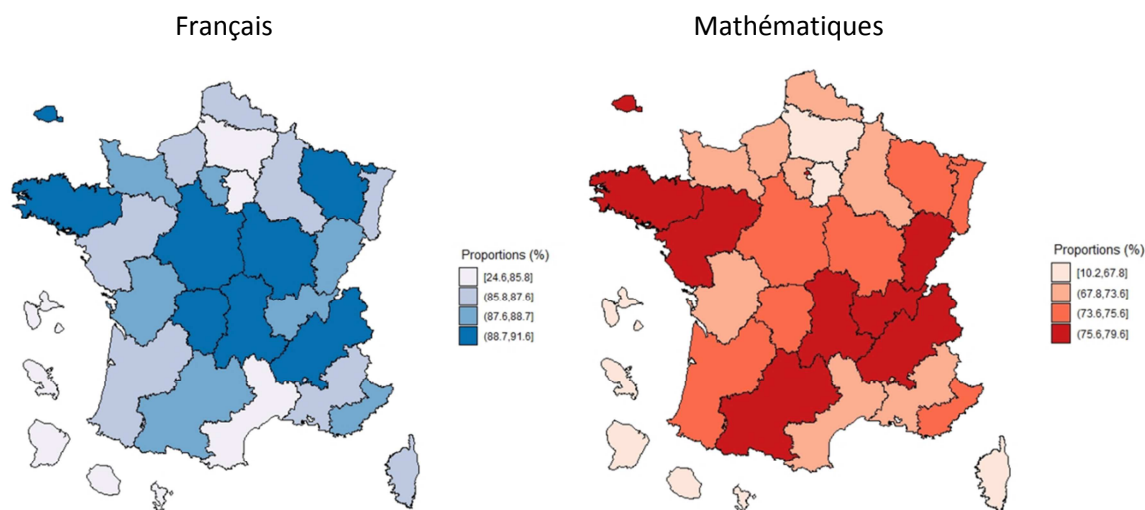 Français
Mathématiques
Proportions (%)
[24.6,85.8]
(85.8,87.6]
(87.6,88.7]
(88.7,91.6]
Proportions (%)
[10.2,67.8]
(67.8,73.6]
(73.6,75.6]
(75.6,79.6]